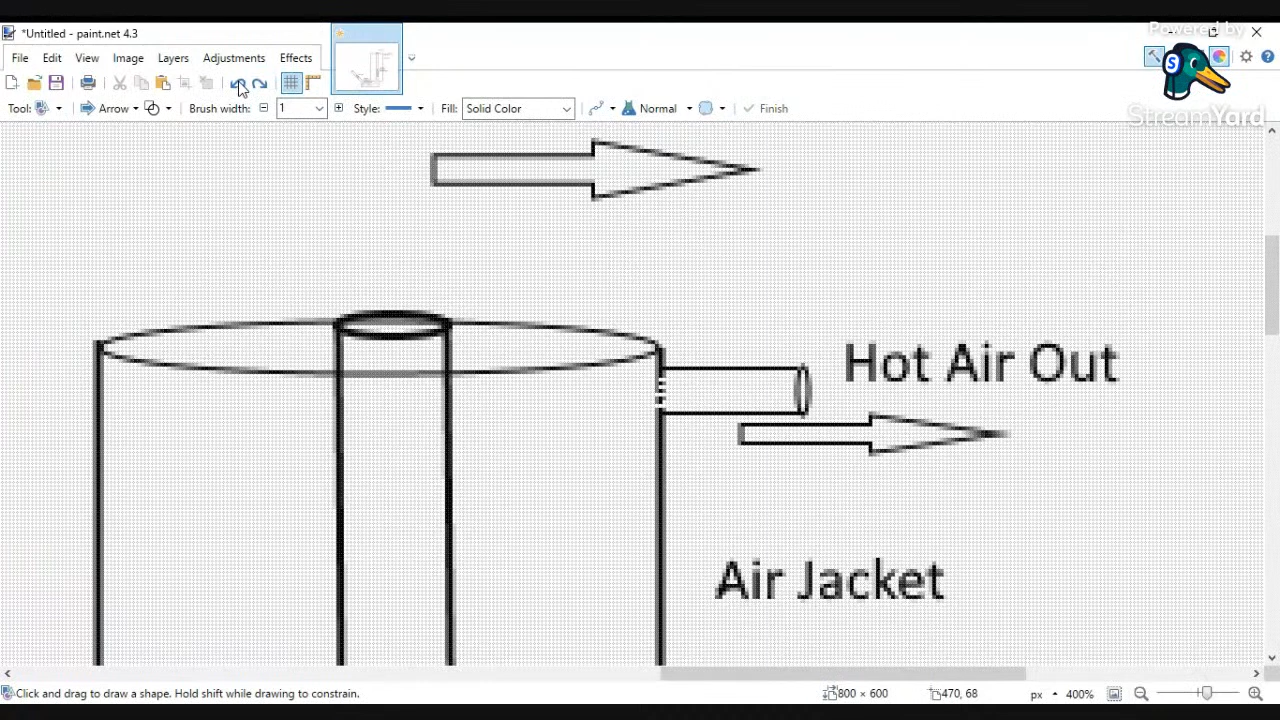 *Untitled - paint.net 4.3
Powered by
File Edit View Image Layers Adjustments Effects
StreamYard
Tool: Arrow Brush width: 1 Style: Fill: Solid Color Normal Finish
Hot Air Out
Air Jacket
Click and drag to draw a shape. Hold shift while drawing to constrain. 800 × 600 470, 68 px 400%